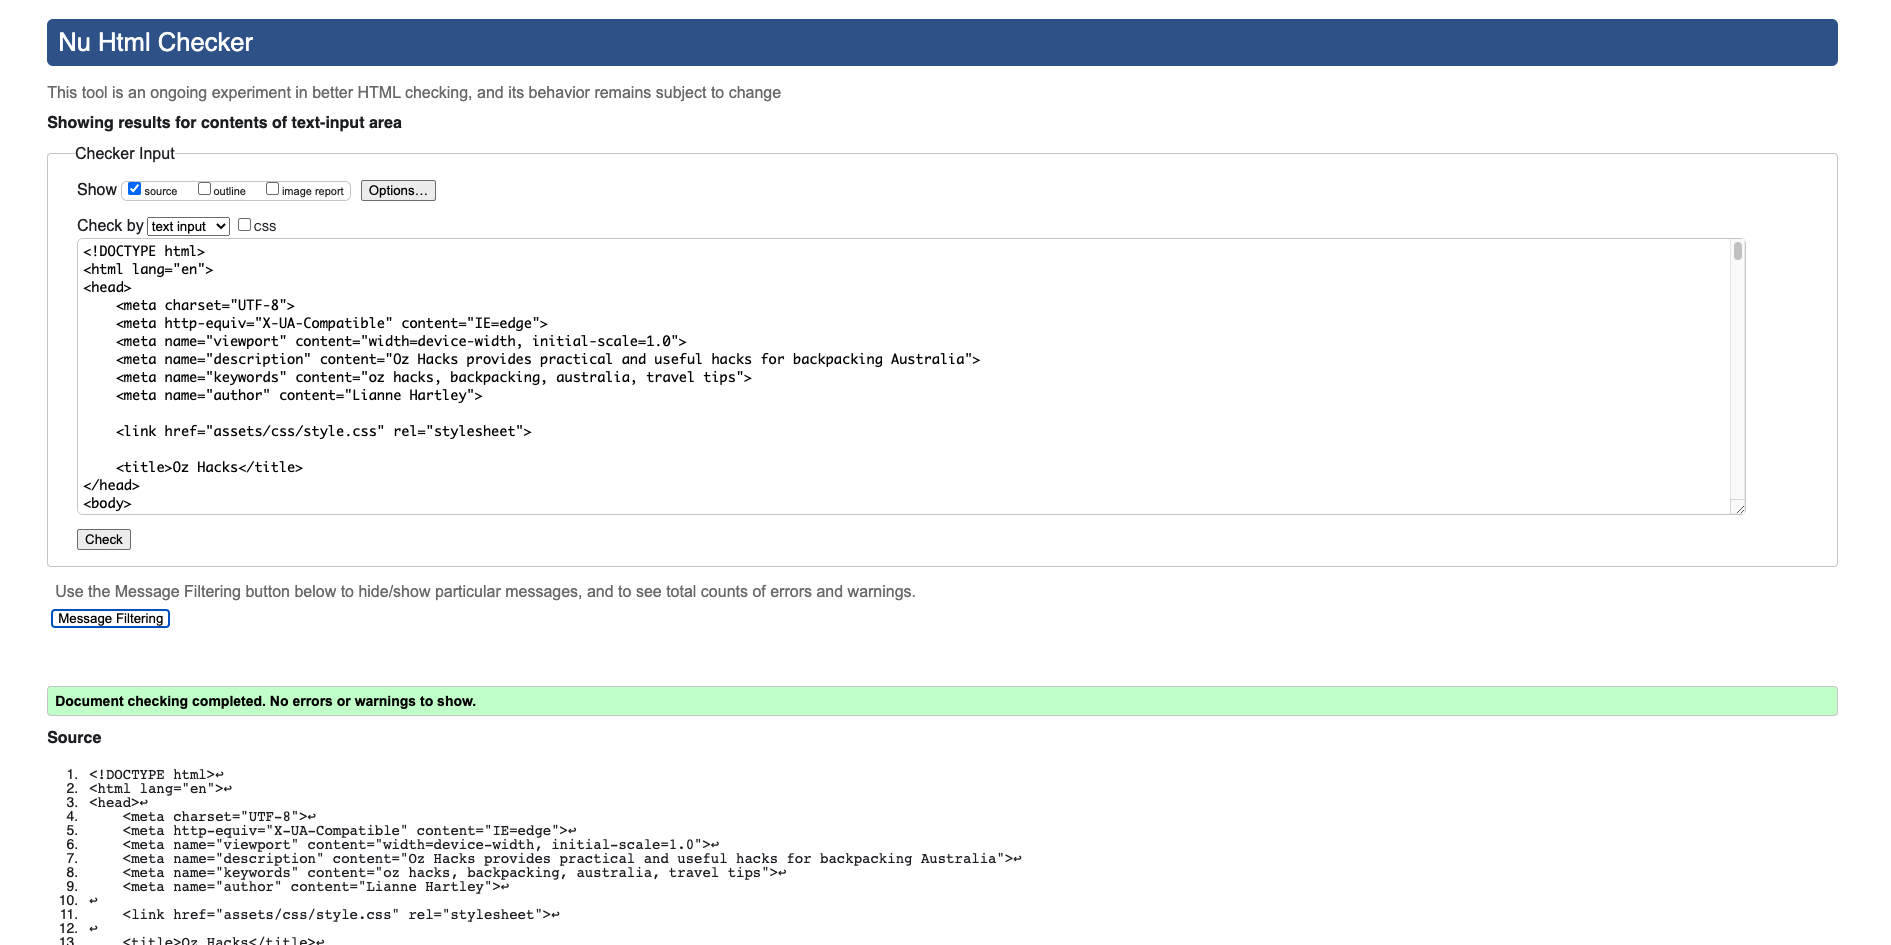 Nu Html Checker
This tool is an ongoing experiment in better HTML checking, and its behavior remains subject to change
Showing results for contents of text-input area
Checker Input
Show source outline image report Options...
Check by text input CSS
<!DOCTYPE html>
<html lang="en">
<head>
    <meta charset="UTF-8">
    <meta http-equiv="X-UA-Compatible" content="IE=edge">
    <meta name="viewport" content="width=device-width, initial-scale=1.0">
    <meta name="description" content="Oz Hacks provides practical and useful hacks for backpacking Australia">
    <meta name="keywords" content="oz hacks, backpacking, australia, travel tips">
    <meta name="author" content="Lianne Hartley">
    <link href="assets/css/style.css" rel="stylesheet">
    <title>Oz Hacks</title>
</head>
<body>
Check
Use the Message Filtering button below to hide/show particular messages, and to see total counts of errors and warnings.
Message Filtering
Document checking completed. No errors or warnings to show.
Source
1. <!DOCTYPE html>↩
2. <html lang="en">↩
3. <head>↩
4.     <meta charset="UTF-8">↩
5.     <meta http-equiv="X-UA-Compatible" content="IE=edge">↩
6.     <meta name="viewport" content="width=device-width, initial-scale=1.0">↩
7.     <meta name="description" content="Oz Hacks provides practical and useful hacks for backpacking Australia">↩
8.     <meta name="keywords" content="oz hacks, backpacking, australia, travel tips">↩
9.     <meta name="author" content="Lianne Hartley">↩
10. ↩
11.     <link href="assets/css/style.css" rel="stylesheet">↩
12. ↩
13.     <title>Oz Hacks</title>↩